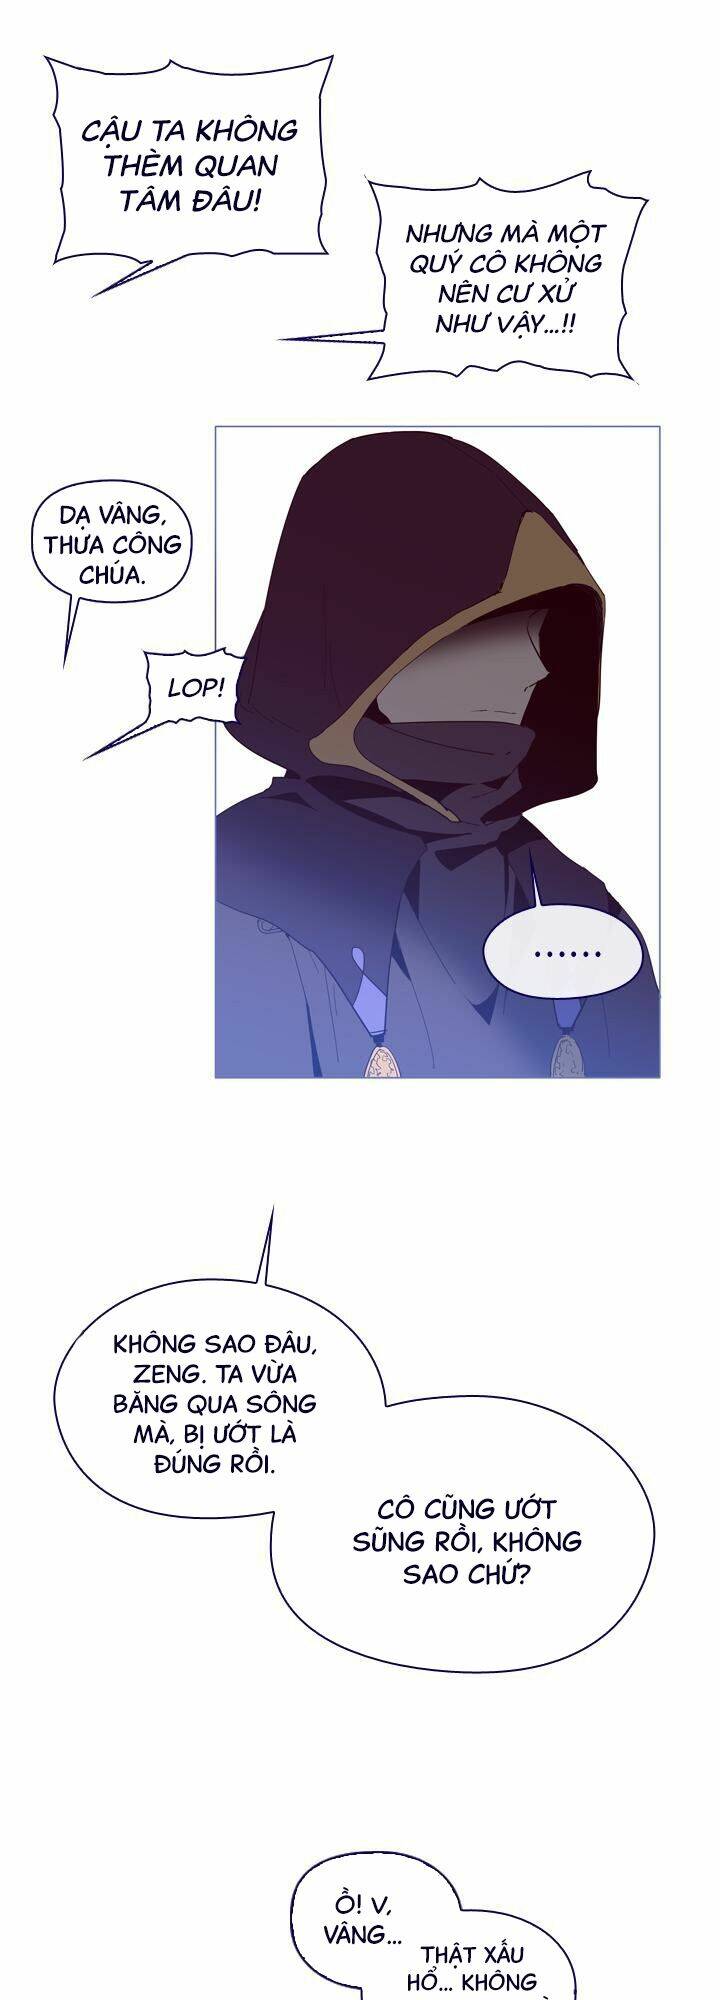 CẬU TA KHÔNG
THÈM QUAN
TÂM ĐÂU!
NHƯNG MÀ MỘT
QUÝ CÔ KHÔNG
NÊN CƯ XỬ
NHƯ VẬY...!!
DẠ VÂNG,
THƯA CÔNG
CHÚA.
LOP!
......
KHÔNG SAO ĐÂU,
ZENG. TA VỪA
BĂNG QUA SÔNG
MÀ, BỊ ƯỚT LÀ
ĐÚNG RỒI.
CÔ CŨNG ƯỚT
SŨNG RỒI, KHÔNG
SAO CHỨ?
Ồ! V,
VÂNG...
THẬT XẤU
HỔ... KHÔNG